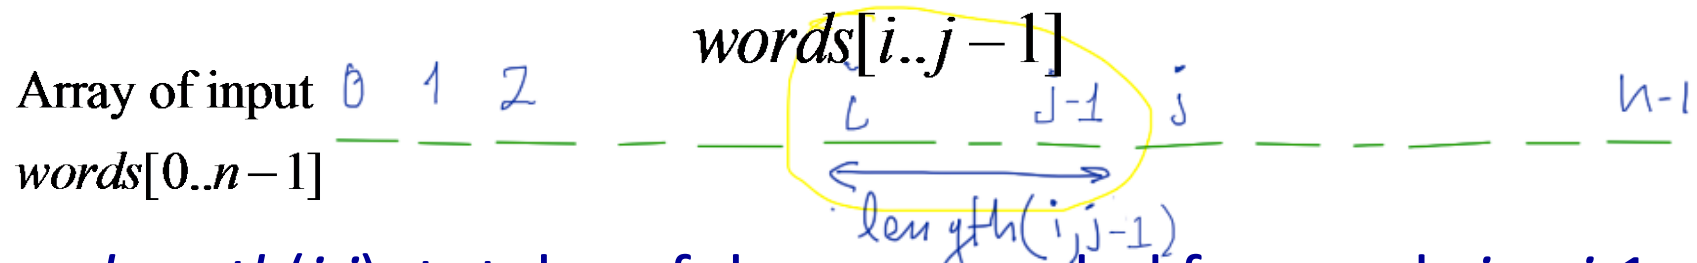 words[i..j – 1]
Array of input 0 1 2 i j-1 j n-1
words[0..n – 1]
length(i,j-1)